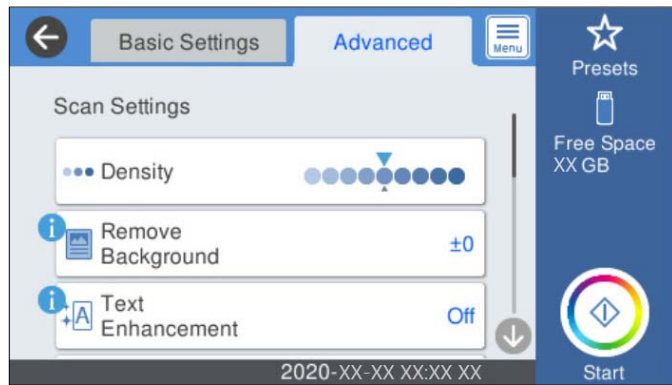 Basic Settings
Advanced
Menu
Presets
Scan Settings
Free Space
XX GB
Density
i
Remove
Background
±0
i
A
Text
Enhancement
Off
2020-XX-XX XX:XX XX
Start